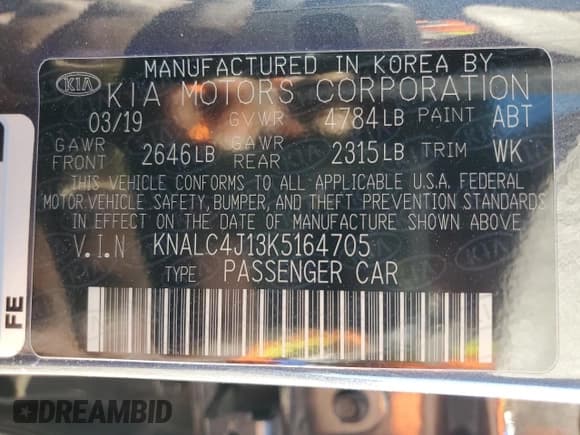 MANUFACTURED IN KOREA BY
KIA KIA MOTORS CORPORATION
03/19 GVWR 4784LB PAINT ABT
GAWR FRONT 2646LB GAWR REAR 2315LB TRIM WK
THIS VEHICLE CONFORMS TO ALL APPLICABLE U.S.A. FEDERAL
MOTOR VEHICLE SAFETY, BUMPER, AND THEFT PREVENTION STANDARDS
IN EFFECT ON THE DATE OF MANUFACTURE SHOWN ABOVE.
V.I.N KNALC4J13K5164705
TYPE PASSENGER CAR
FE
DREAMBID